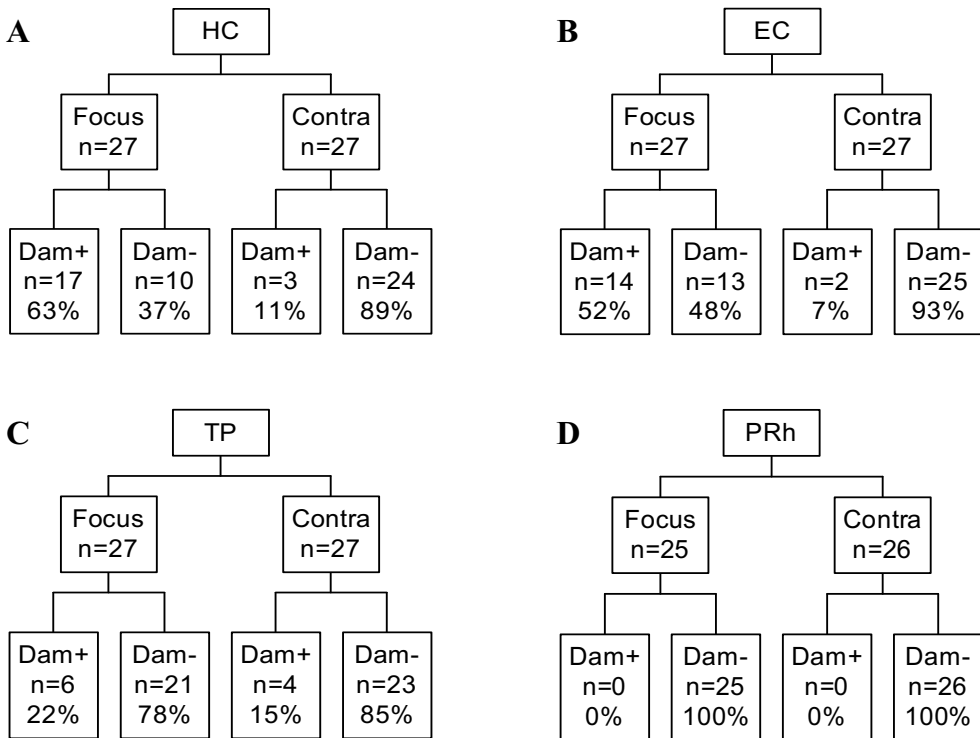 A
HC
Focus
n=27
Contra
n=27
Dam+
n=17
63%
Dam-
n=10
37%
Dam+
n=3
11%
Dam-
n=24
89%
B
EC
Focus
n=27
Contra
n=27
Dam+
n=14
52%
Dam-
n=13
48%
Dam+
n=2
7%
Dam-
n=25
93%
C
TP
Focus
n=27
Contra
n=27
Dam+
n=6
22%
Dam-
n=21
78%
Dam+
n=4
15%
Dam-
n=23
85%
D
PRh
Focus
n=25
Contra
n=26
Dam+
n=0
0%
Dam-
n=25
100%
Dam+
n=0
0%
Dam-
n=26
100%